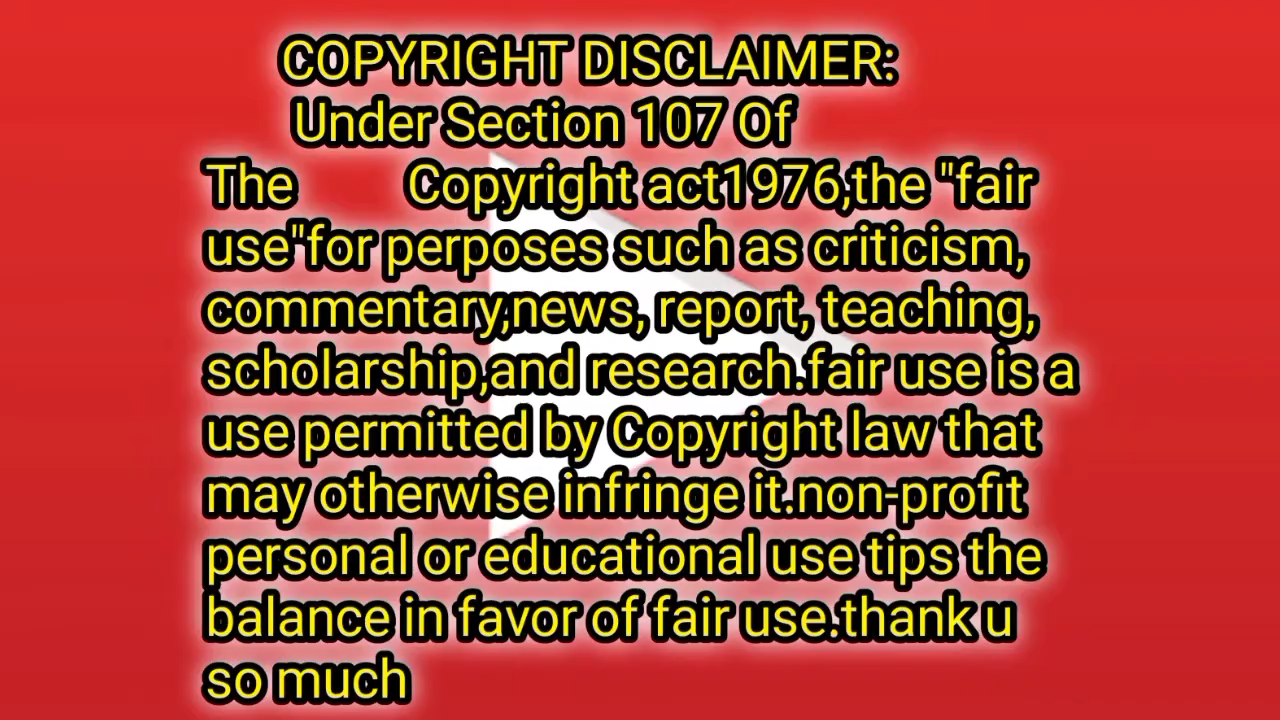 COPYRIGHT DISCLAIMER:
Under Section 107 Of
The Copyright act1976,the "fair
use"for perposes such as criticism,
commentary,news, report, teaching,
scholarship,and research.fair use is a
use permitted by Copyright law that
may otherwise infringe it.non-profit
personal or educational use tips the
balance in favor of fair use.thank u
so much